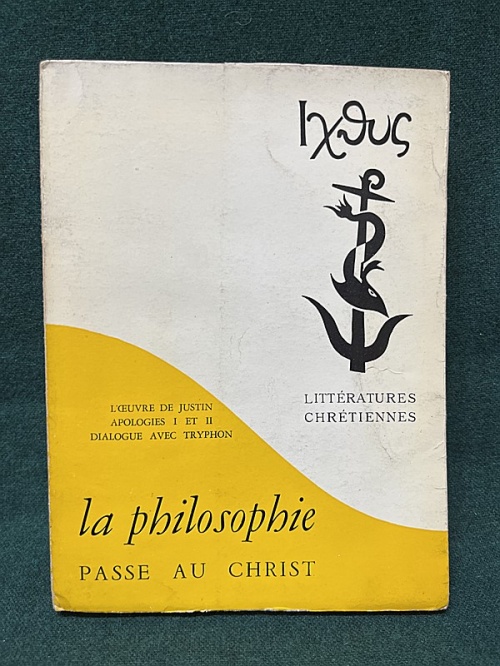 Ιχθυς
LITTÉRATURES
CHRÉTIENNES
L'ŒUVRE DE JUSTIN
APOLOGIES I ET II
DIALOGUE AVEC TRYPHON
la philosophie
PASSE AU CHRIST